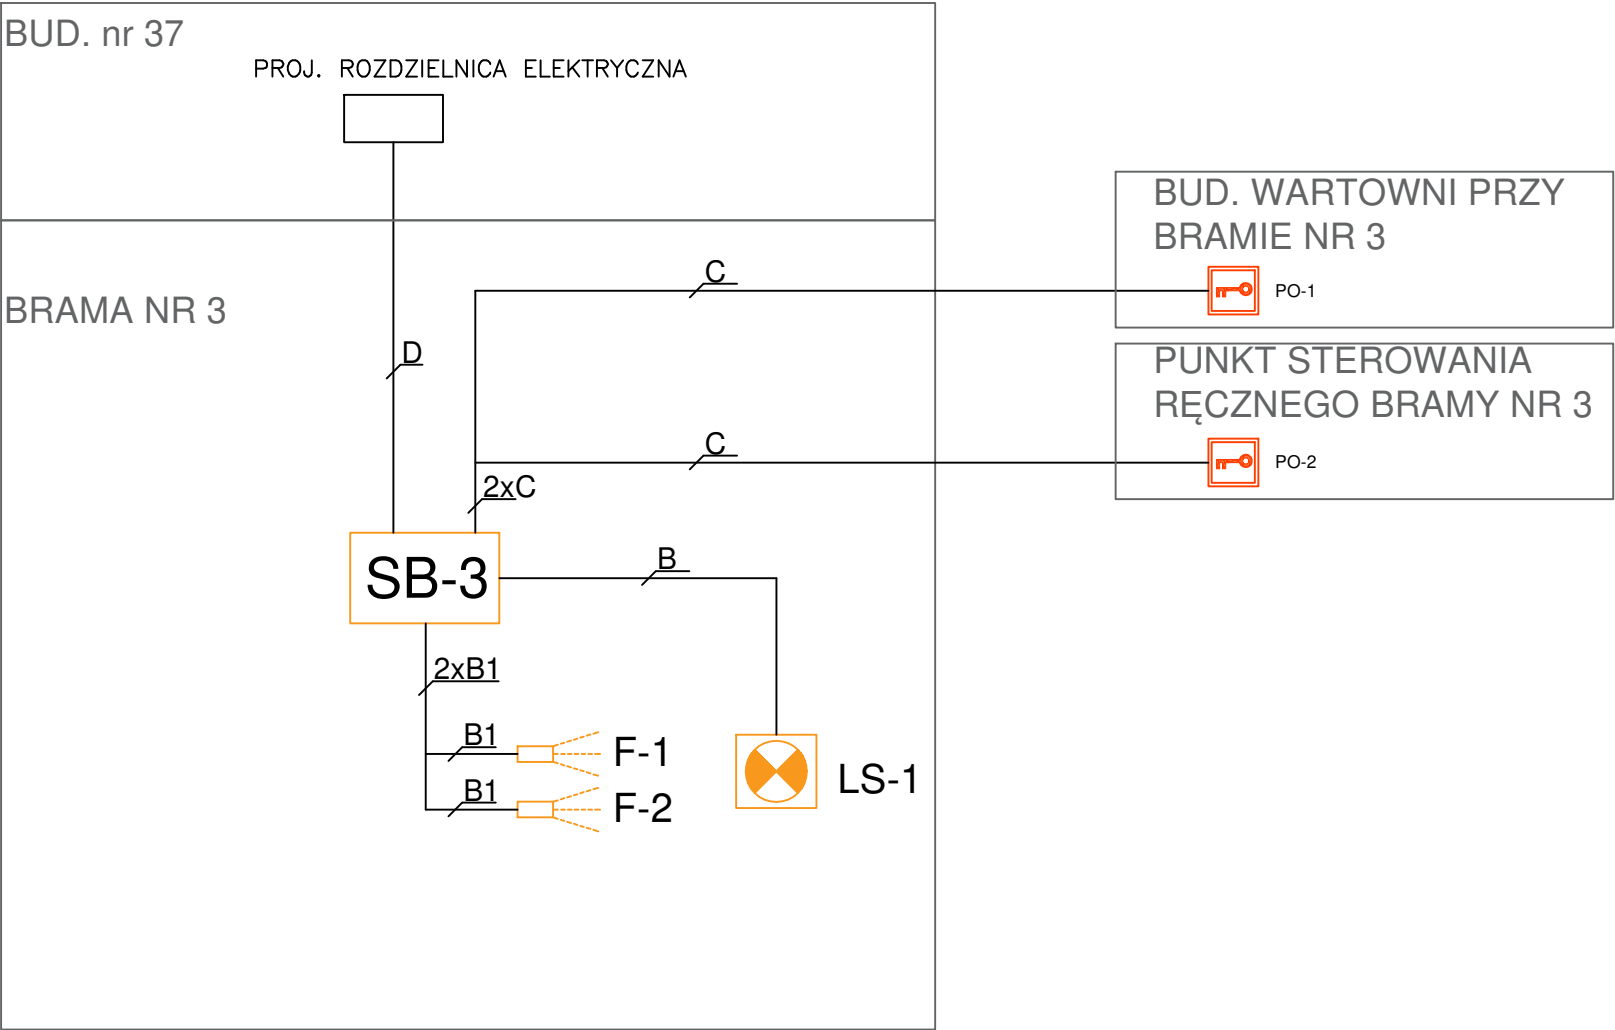 BUD. nr 37
PROJ. ROZDZIELNICA ELEKTRYCZNA
BUD. WARTOWNI PRZY
BRAMIE NR 3
PO-1
C
BRAMA NR 3
D
PUNKT STEROWANIA
RĘCZNEGO BRAMY NR 3
PO-2
C
2xC
SB-3
B
2xB1
B1
F-1
B1
F-2
LS-1